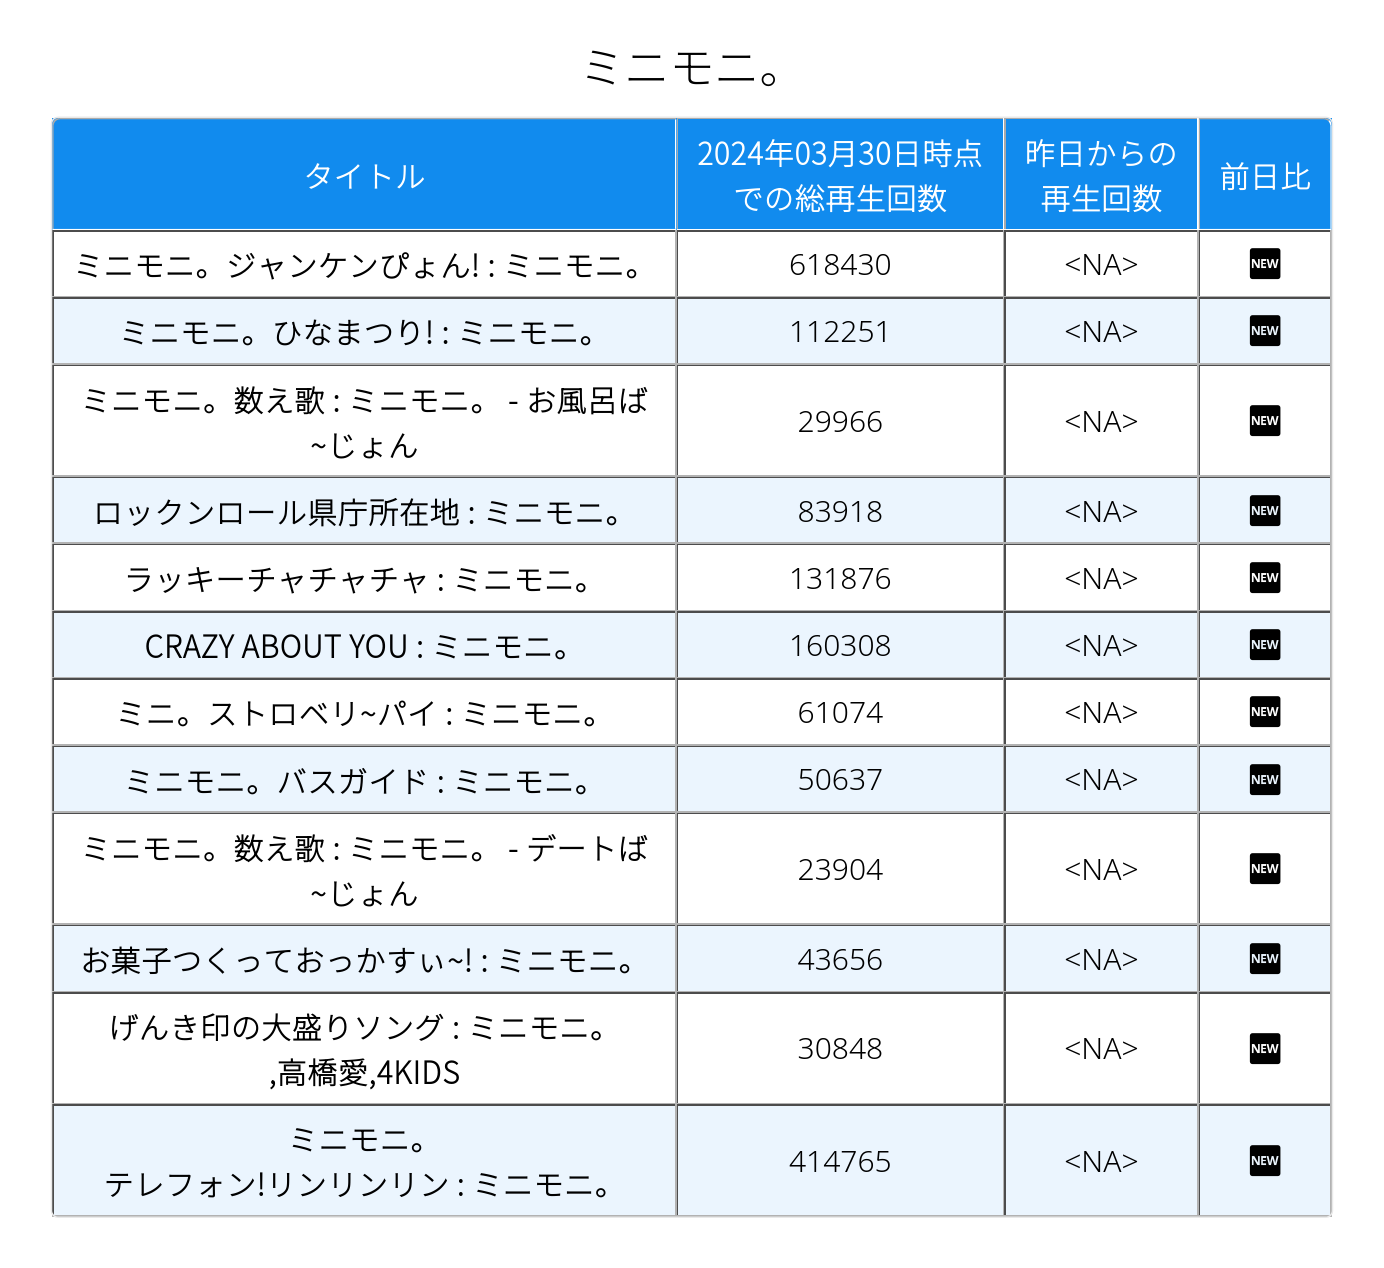 ミニモニ。
タイトル
2024年03月30日時点
での総再生回数
昨日からの
再生回数
前日比
ミニモニ。ジャンケンぴょん! : ミニモニ。
618430
<NA>
NEW
ミニモニ。ひなまつり! : ミニモニ。
112251
<NA>
NEW
ミニモニ。数え歌 : ミニモニ。 - お風呂ば
~じょん
29966
<NA>
NEW
ロックンロール県庁所在地 : ミニモニ。
83918
<NA>
NEW
ラッキーチャチャチャ : ミニモニ。
131876
<NA>
NEW
CRAZY ABOUT YOU : ミニモニ。
160308
<NA>
NEW
ミニ。ストロベリ~パイ : ミニモニ。
61074
<NA>
NEW
ミニモニ。バスガイド : ミニモニ。
50637
<NA>
NEW
ミニモニ。数え歌 : ミニモニ。 - デートば
~じょん
23904
<NA>
NEW
お菓子つくっておっかすぃ~! : ミニモニ。
43656
<NA>
NEW
げんき印の大盛りソング : ミニモニ。
,高橋愛,4KIDS
30848
<NA>
NEW
ミニモニ。
テレフォン!リンリンリン : ミニモニ。
414765
<NA>
NEW